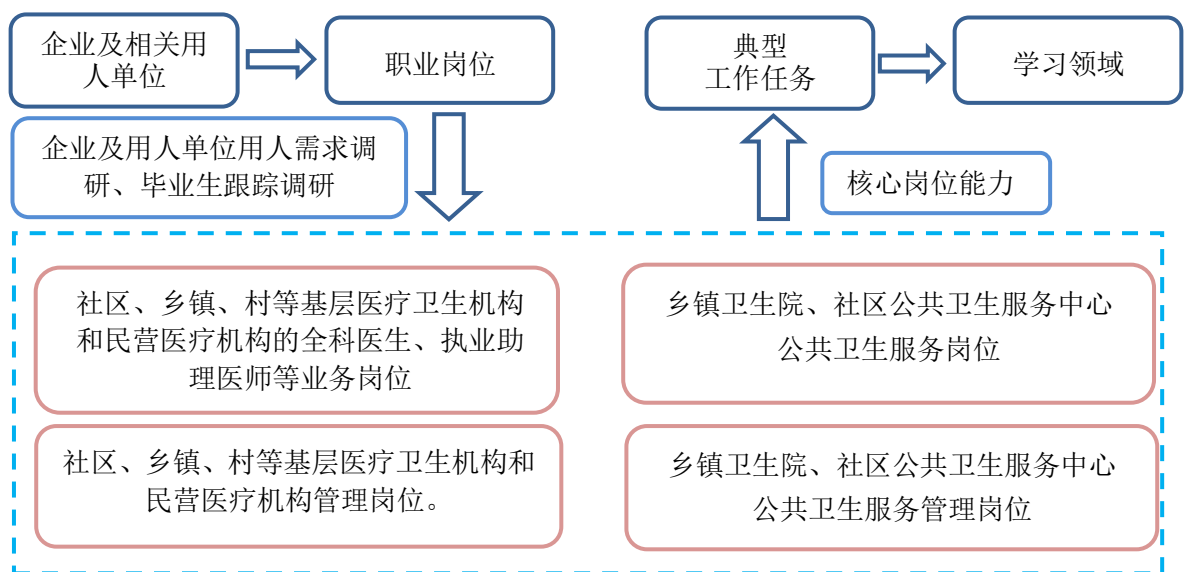 企业及相关用
人单位
职业岗位
典型
工作任务
学习领域
企业及用人单位用人需求调
研、毕业生跟踪调研
核心岗位能力
社区、乡镇、村等基层医疗卫生机构
和民营医疗机构的全科医生、执业助
理医师等业务岗位
乡镇卫生院、社区公共卫生服务中心
公共卫生服务岗位
社区、乡镇、村等基层医疗卫生机构和
民营医疗机构管理岗位。
乡镇卫生院、社区公共卫生服务中心
公共卫生服务管理岗位